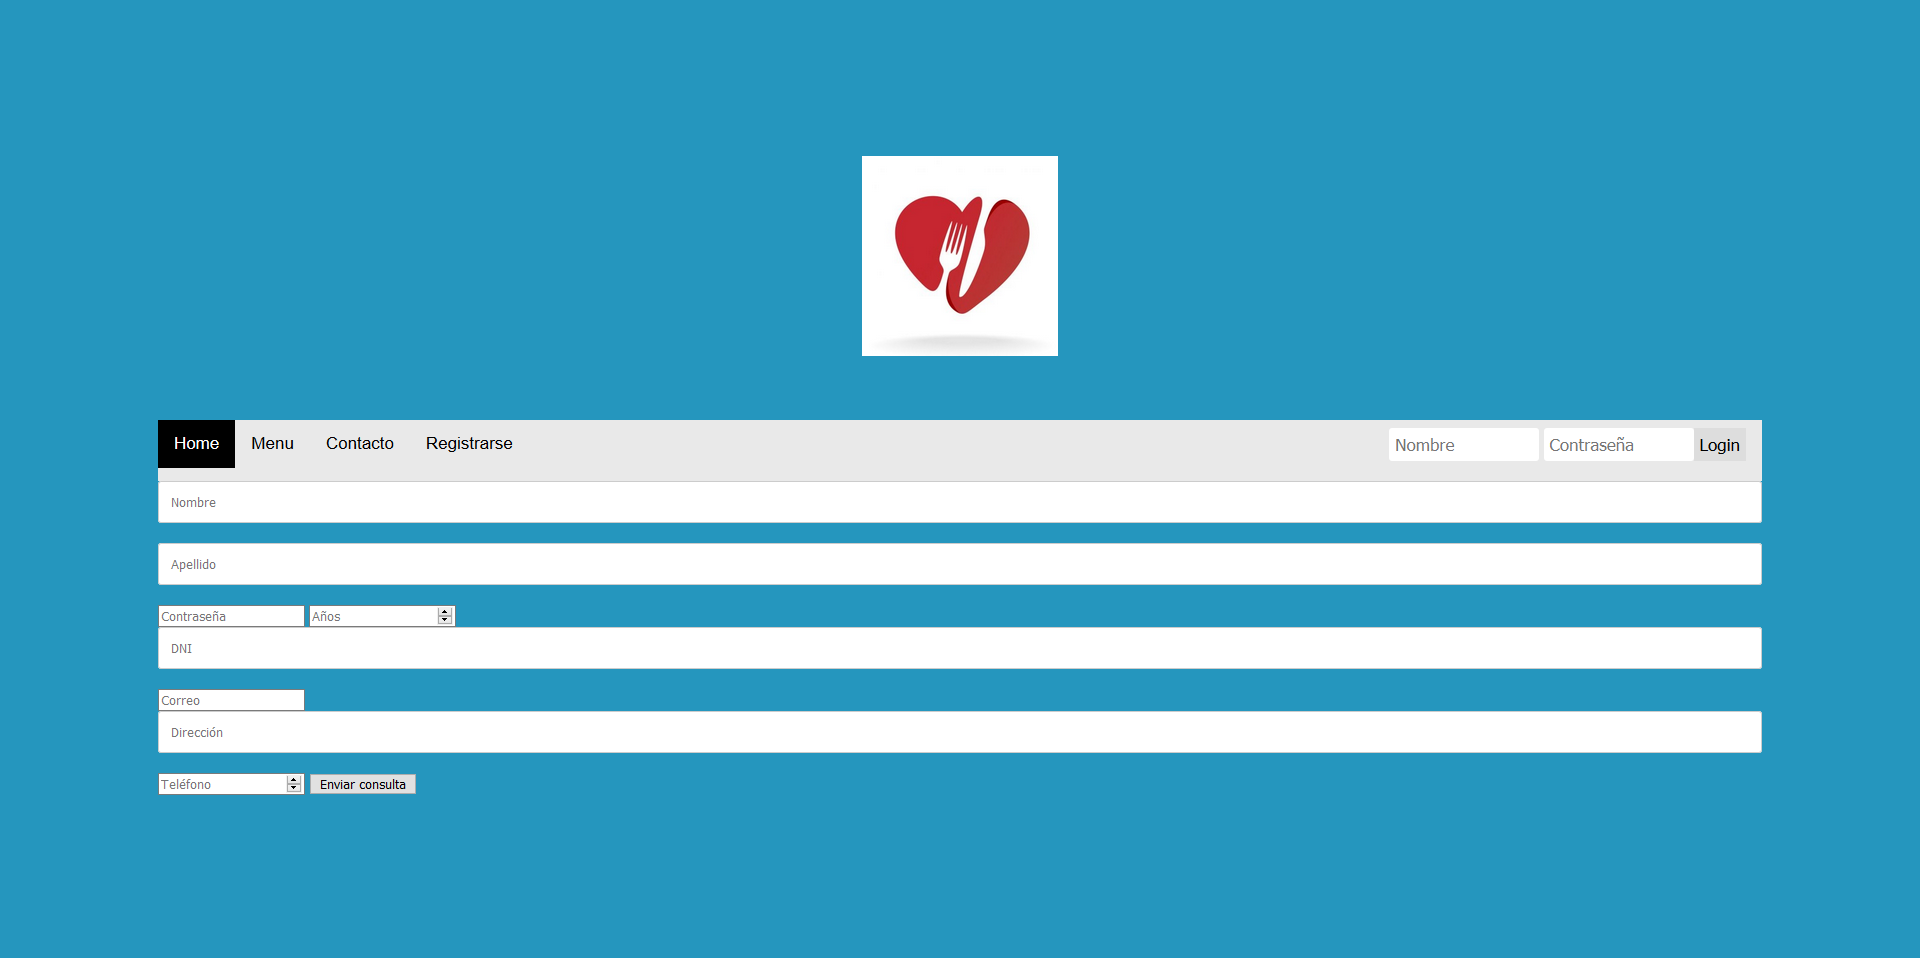 Home Menu Contacto Registrarse Nombre Contraseña Login
Nombre
Apellido
Contraseña Años
DNI
Correo
Dirección
Teléfono Enviar consulta